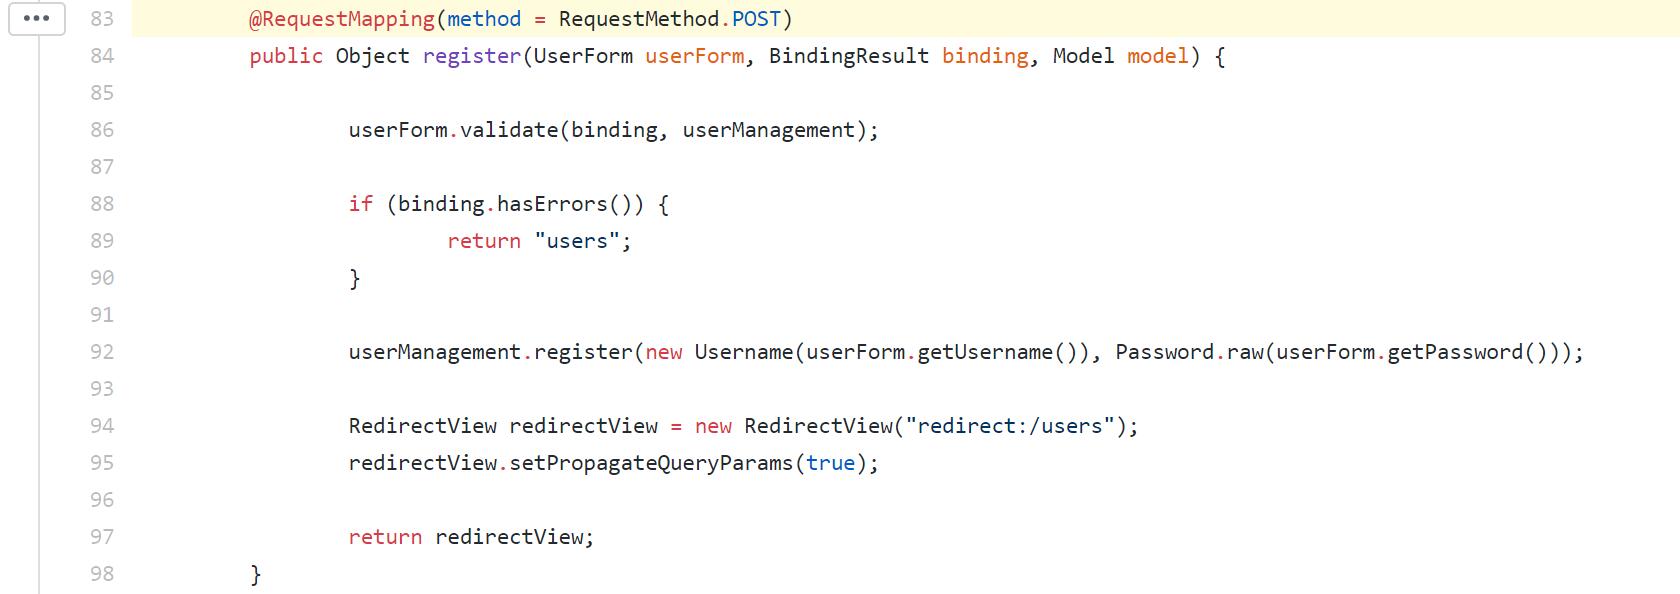 83 @RequestMapping(method = RequestMethod.POST)
84 public Object register(UserForm userForm, BindingResult binding, Model model) {
85
86 userForm.validate(binding, userManagement);
87
88 if (binding.hasErrors()) {
89 return "users";
90 }
91
92 userManagement.register(new Username(userForm.getUsername()), Password.raw(userForm.getPassword()));
93
94 RedirectView redirectView = new RedirectView("redirect:/users");
95 redirectView.setPropagateQueryParams(true);
96
97 return redirectView;
98 }